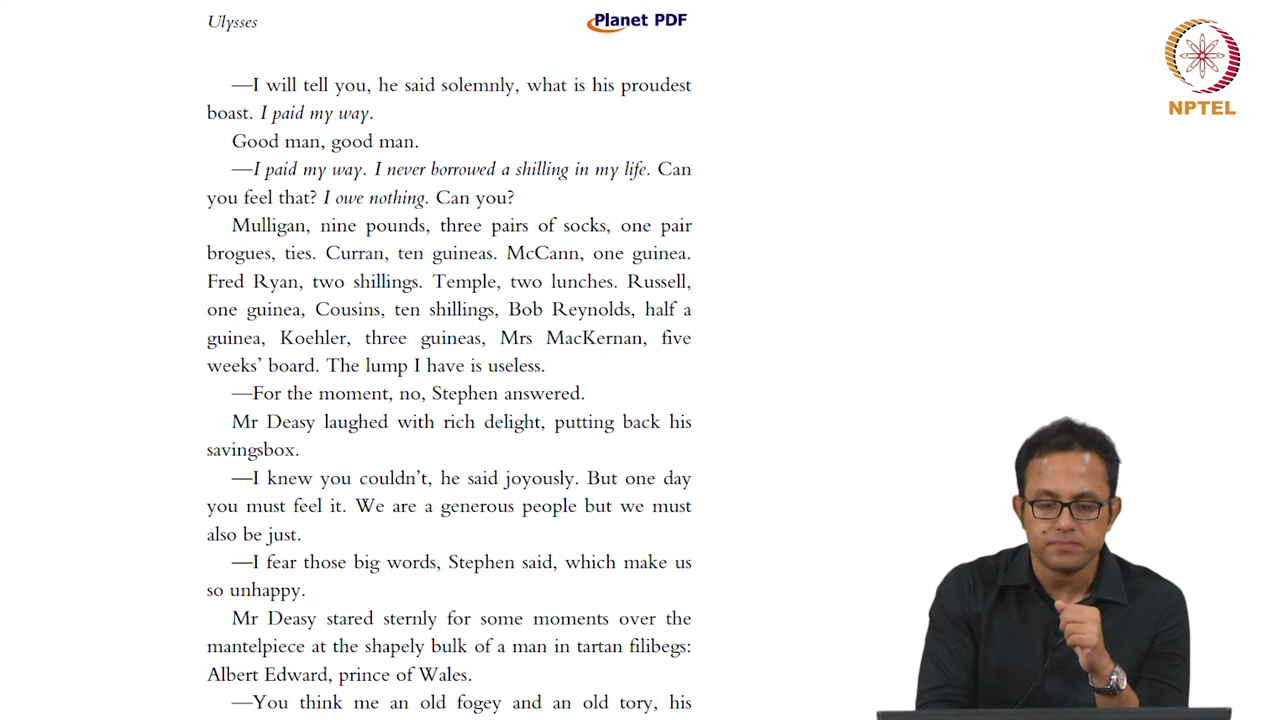 Ulysses
Planet PDF
NPTEL
—I will tell you, he said solemnly, what is his proudest
boast. I paid my way.
Good man, good man.
—I paid my way. I never borrowed a shilling in my life. Can
you feel that? I owe nothing. Can you?
Mulligan, nine pounds, three pairs of socks, one pair
brogues, ties. Curran, ten guineas. McCann, one guinea.
Fred Ryan, two shillings. Temple, two lunches. Russell,
one guinea, Cousins, ten shillings, Bob Reynolds, half a
guinea, Koehler, three guineas, Mrs MacKernan, five
weeks’ board. The lump I have is useless.
—For the moment, no, Stephen answered.
Mr Deasy laughed with rich delight, putting back his
savingsbox.
—I knew you couldn’t, he said joyously. But one day
you must feel it. We are a generous people but we must
also be just.
—I fear those big words, Stephen said, which make us
so unhappy.
Mr Deasy stared sternly for some moments over the
mantelpiece at the shapely bulk of a man in tartan filibegs:
Albert Edward, prince of Wales.
—You think me an old fogey and an old tory, his